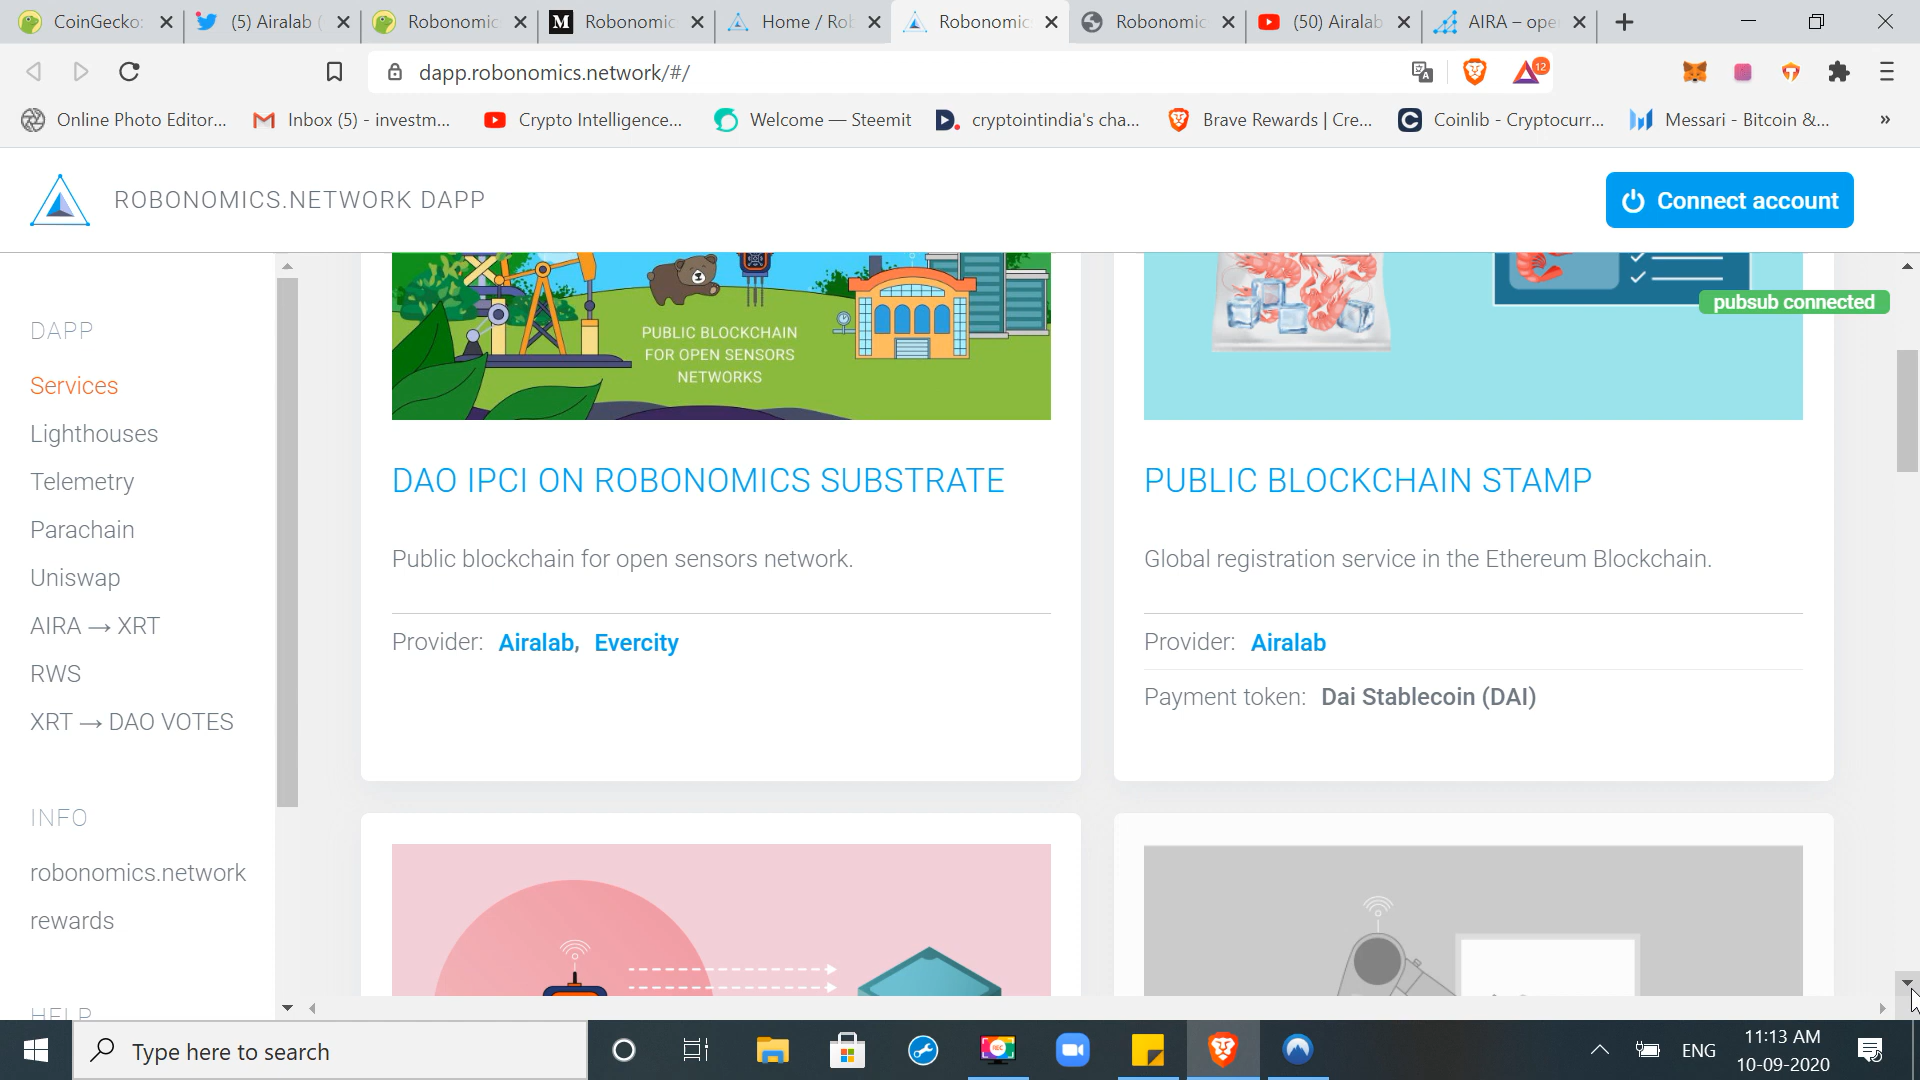 CoinGecko:
(5) Airalab (
Robonomic
Robonomic
Home / Rob
Robonomic
Robonomic
(50) Airalab
AIRA – ope
dapp.robonomics.network/#/
12
Online Photo Editor...
Inbox (5) - investm...
Crypto Intelligence...
Welcome — Steemit
cryptointindia's cha...
Brave Rewards | Cre...
Coinlib - Cryptocurr...
Messari - Bitcoin &...
»
ROBONOMICS.NETWORK DAPP
Connect account
pubsub connected
DAPP
Services
Lighthouses
Telemetry
Parachain
Uniswap
AIRA → XRT
RWS
XRT → DAO VOTES
INFO
robonomics.network
rewards
HELP
PUBLIC BLOCKCHAIN
FOR OPEN SENSORS
NETWORKS
DAO IPCI ON ROBONOMICS SUBSTRATE
Public blockchain for open sensors network.
Provider: Airalab, Evercity
PUBLIC BLOCKCHAIN STAMP
Global registration service in the Ethereum Blockchain.
Provider: Airalab
Payment token: Dai Stablecoin (DAI)
Type here to search
REC
ENG
11:13 AM
10-09-2020